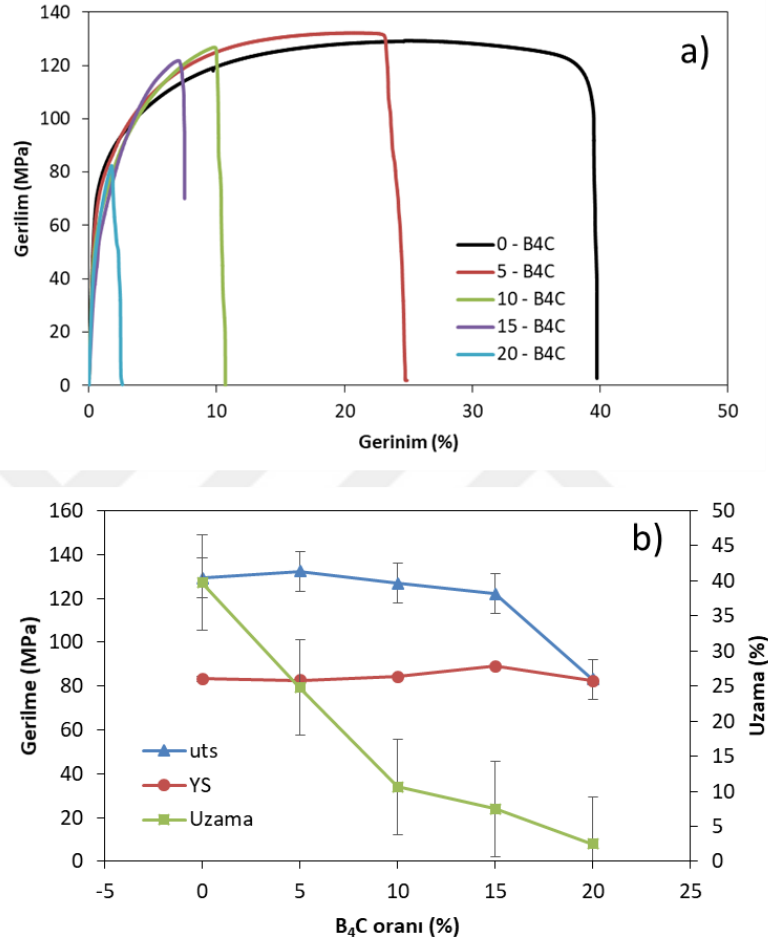 a)
Gerilim (MPa)
140
120
100
80
60
40
20
0
0 - B4C
5 - B4C
10 - B4C
15 - B4C
20 - B4C
0 10 20 30 40 50
Gerinim (%)
b)
Gerilme (MPa)
160
140
120
100
80
60
40
20
0
uts
YS
Uzama
50
45
40
35
30
25
20
15
10
5
0
Uzama (%)
-5 0 5 10 15 20 25
B₄C oranı (%)